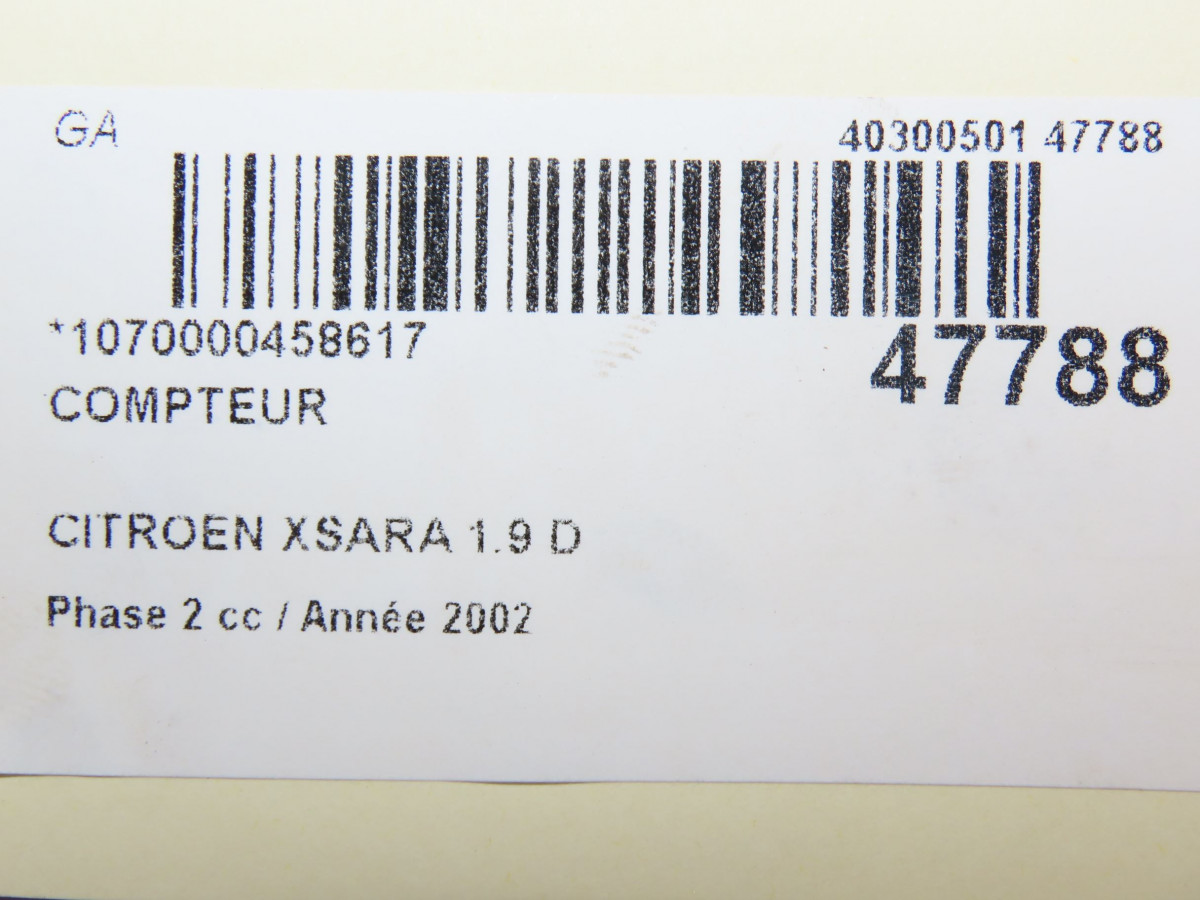 GA
40300501 47788
*1070000458617
47788
COMPTEUR
CITROEN XSARA 1.9 D
Phase 2 cc / Année 2002